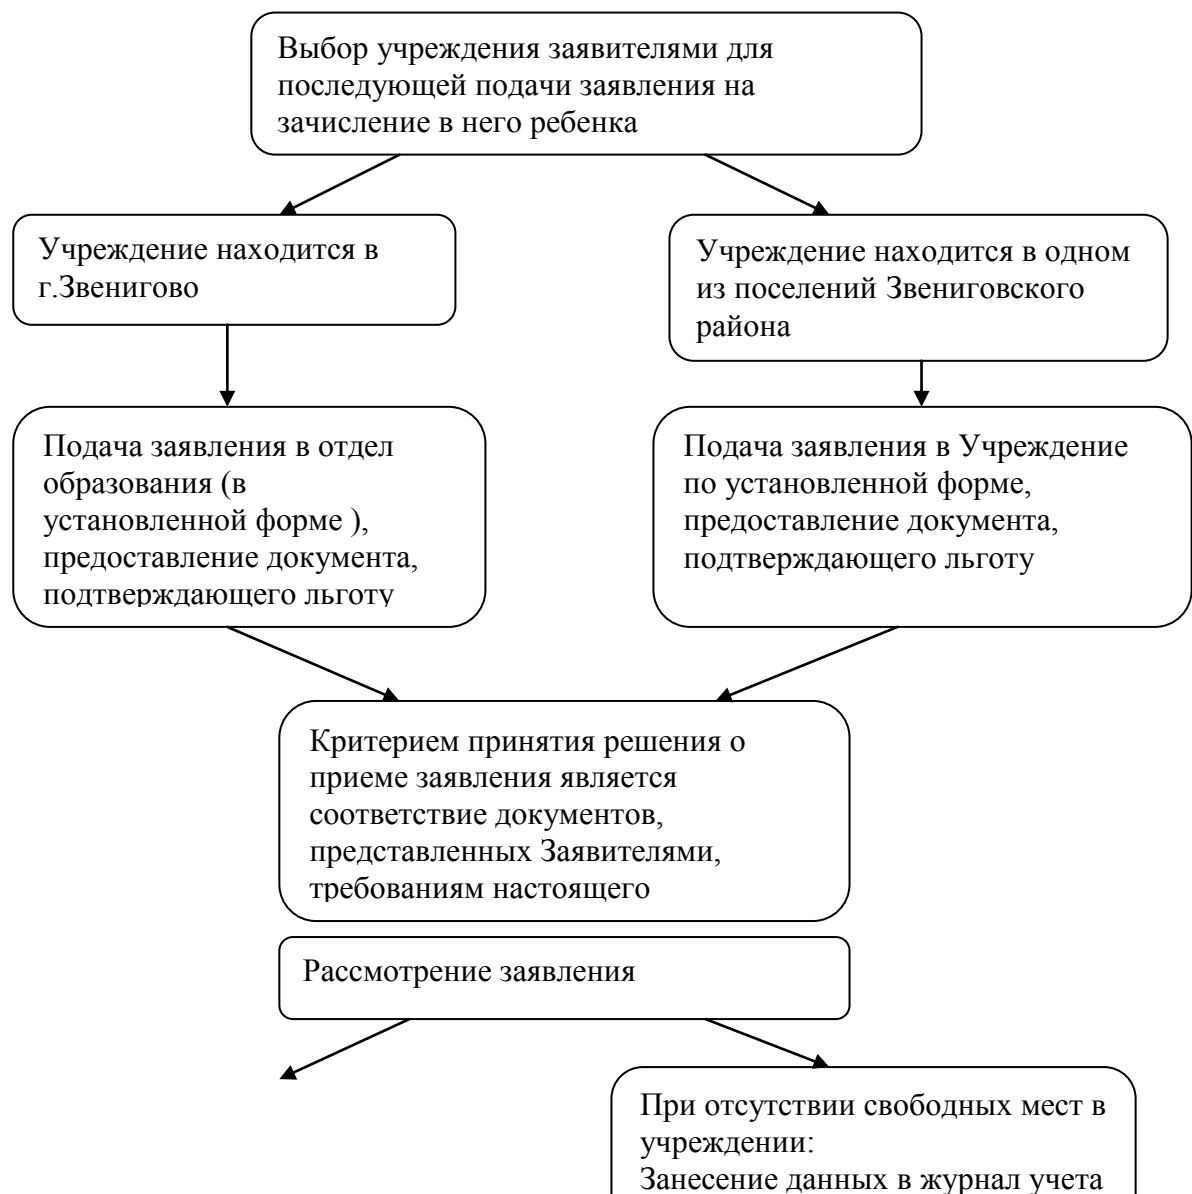 Выбор учреждения заявителями для
последующей подачи заявления на
зачисление в него ребенка
Учреждение находится в
г.Звенигово
Учреждение находится в одном
из поселений Звениговского
района
Подача заявления в отдел
образования (в
установленной форме ),
предоставление документа,
подтверждающего льготу
Подача заявления в Учреждение
по установленной форме,
предоставление документа,
подтверждающего льготу
Критерием принятия решения о
приеме заявления является
соответствие документов,
представленных Заявителями,
требованиям настоящего
Рассмотрение заявления
При отсутствии свободных мест в
учреждении:
Занесение данных в журнал учета